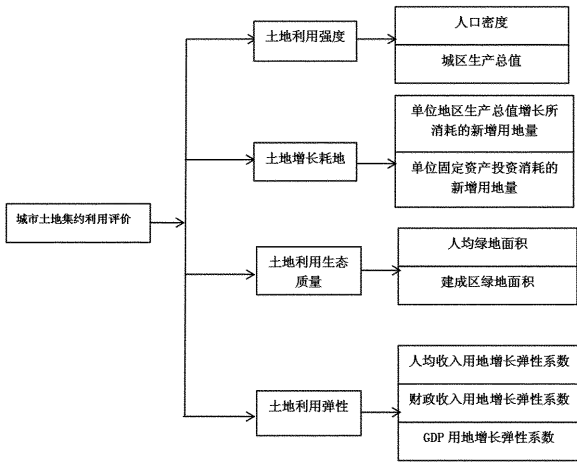 城市土地集约利用评价
土地利用强度
人口密度
城区生产总值
土地增长耗地
单位地区生产总值增长所
消耗的新增用地量
单位固定资产投资消耗的
新增用地量
土地利用生态
质量
人均绿地面积
建成区绿地面积
土地利用弹性
人均收入用地增长弹性系数
财政收入用地增长弹性系数
GDP 用地增长弹性系数